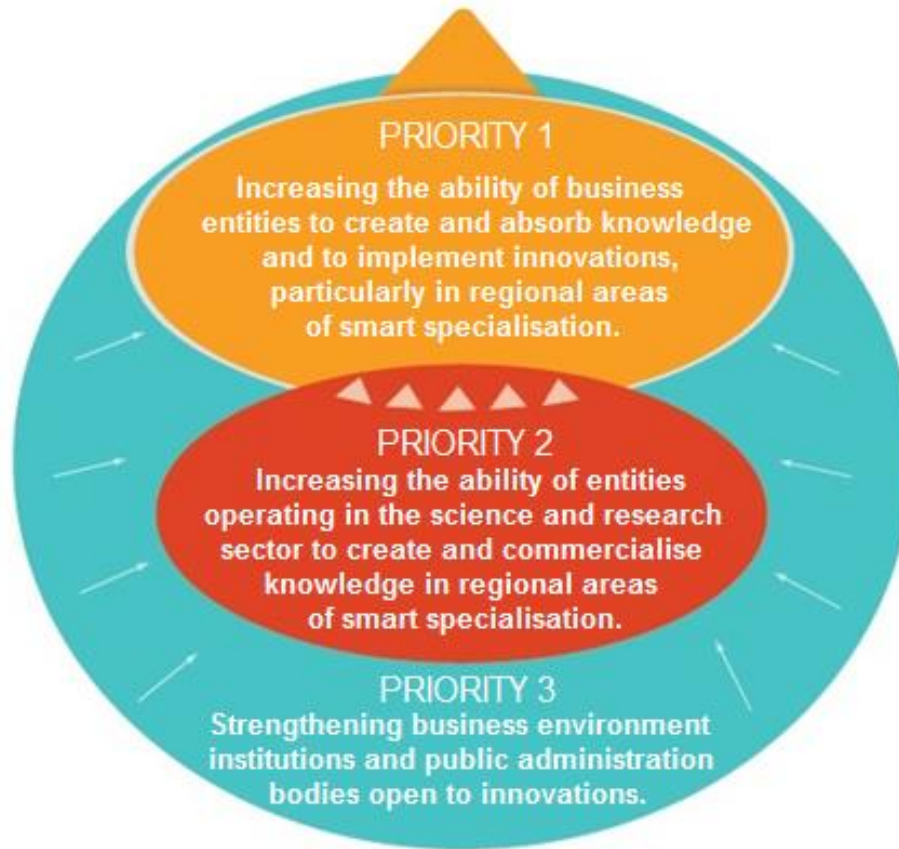 PRIORITY 1
Increasing the ability of business
entities to create and absorb knowledge
and to implement innovations,
particularly in regional areas
of smart specialisation.
PRIORITY 2
Increasing the ability of entities
operating in the science and research
sector to create and commercialise
knowledge in regional areas
of smart specialisation.
PRIORITY 3
Strengthening business environment
institutions and public administration
bodies open to innovations.